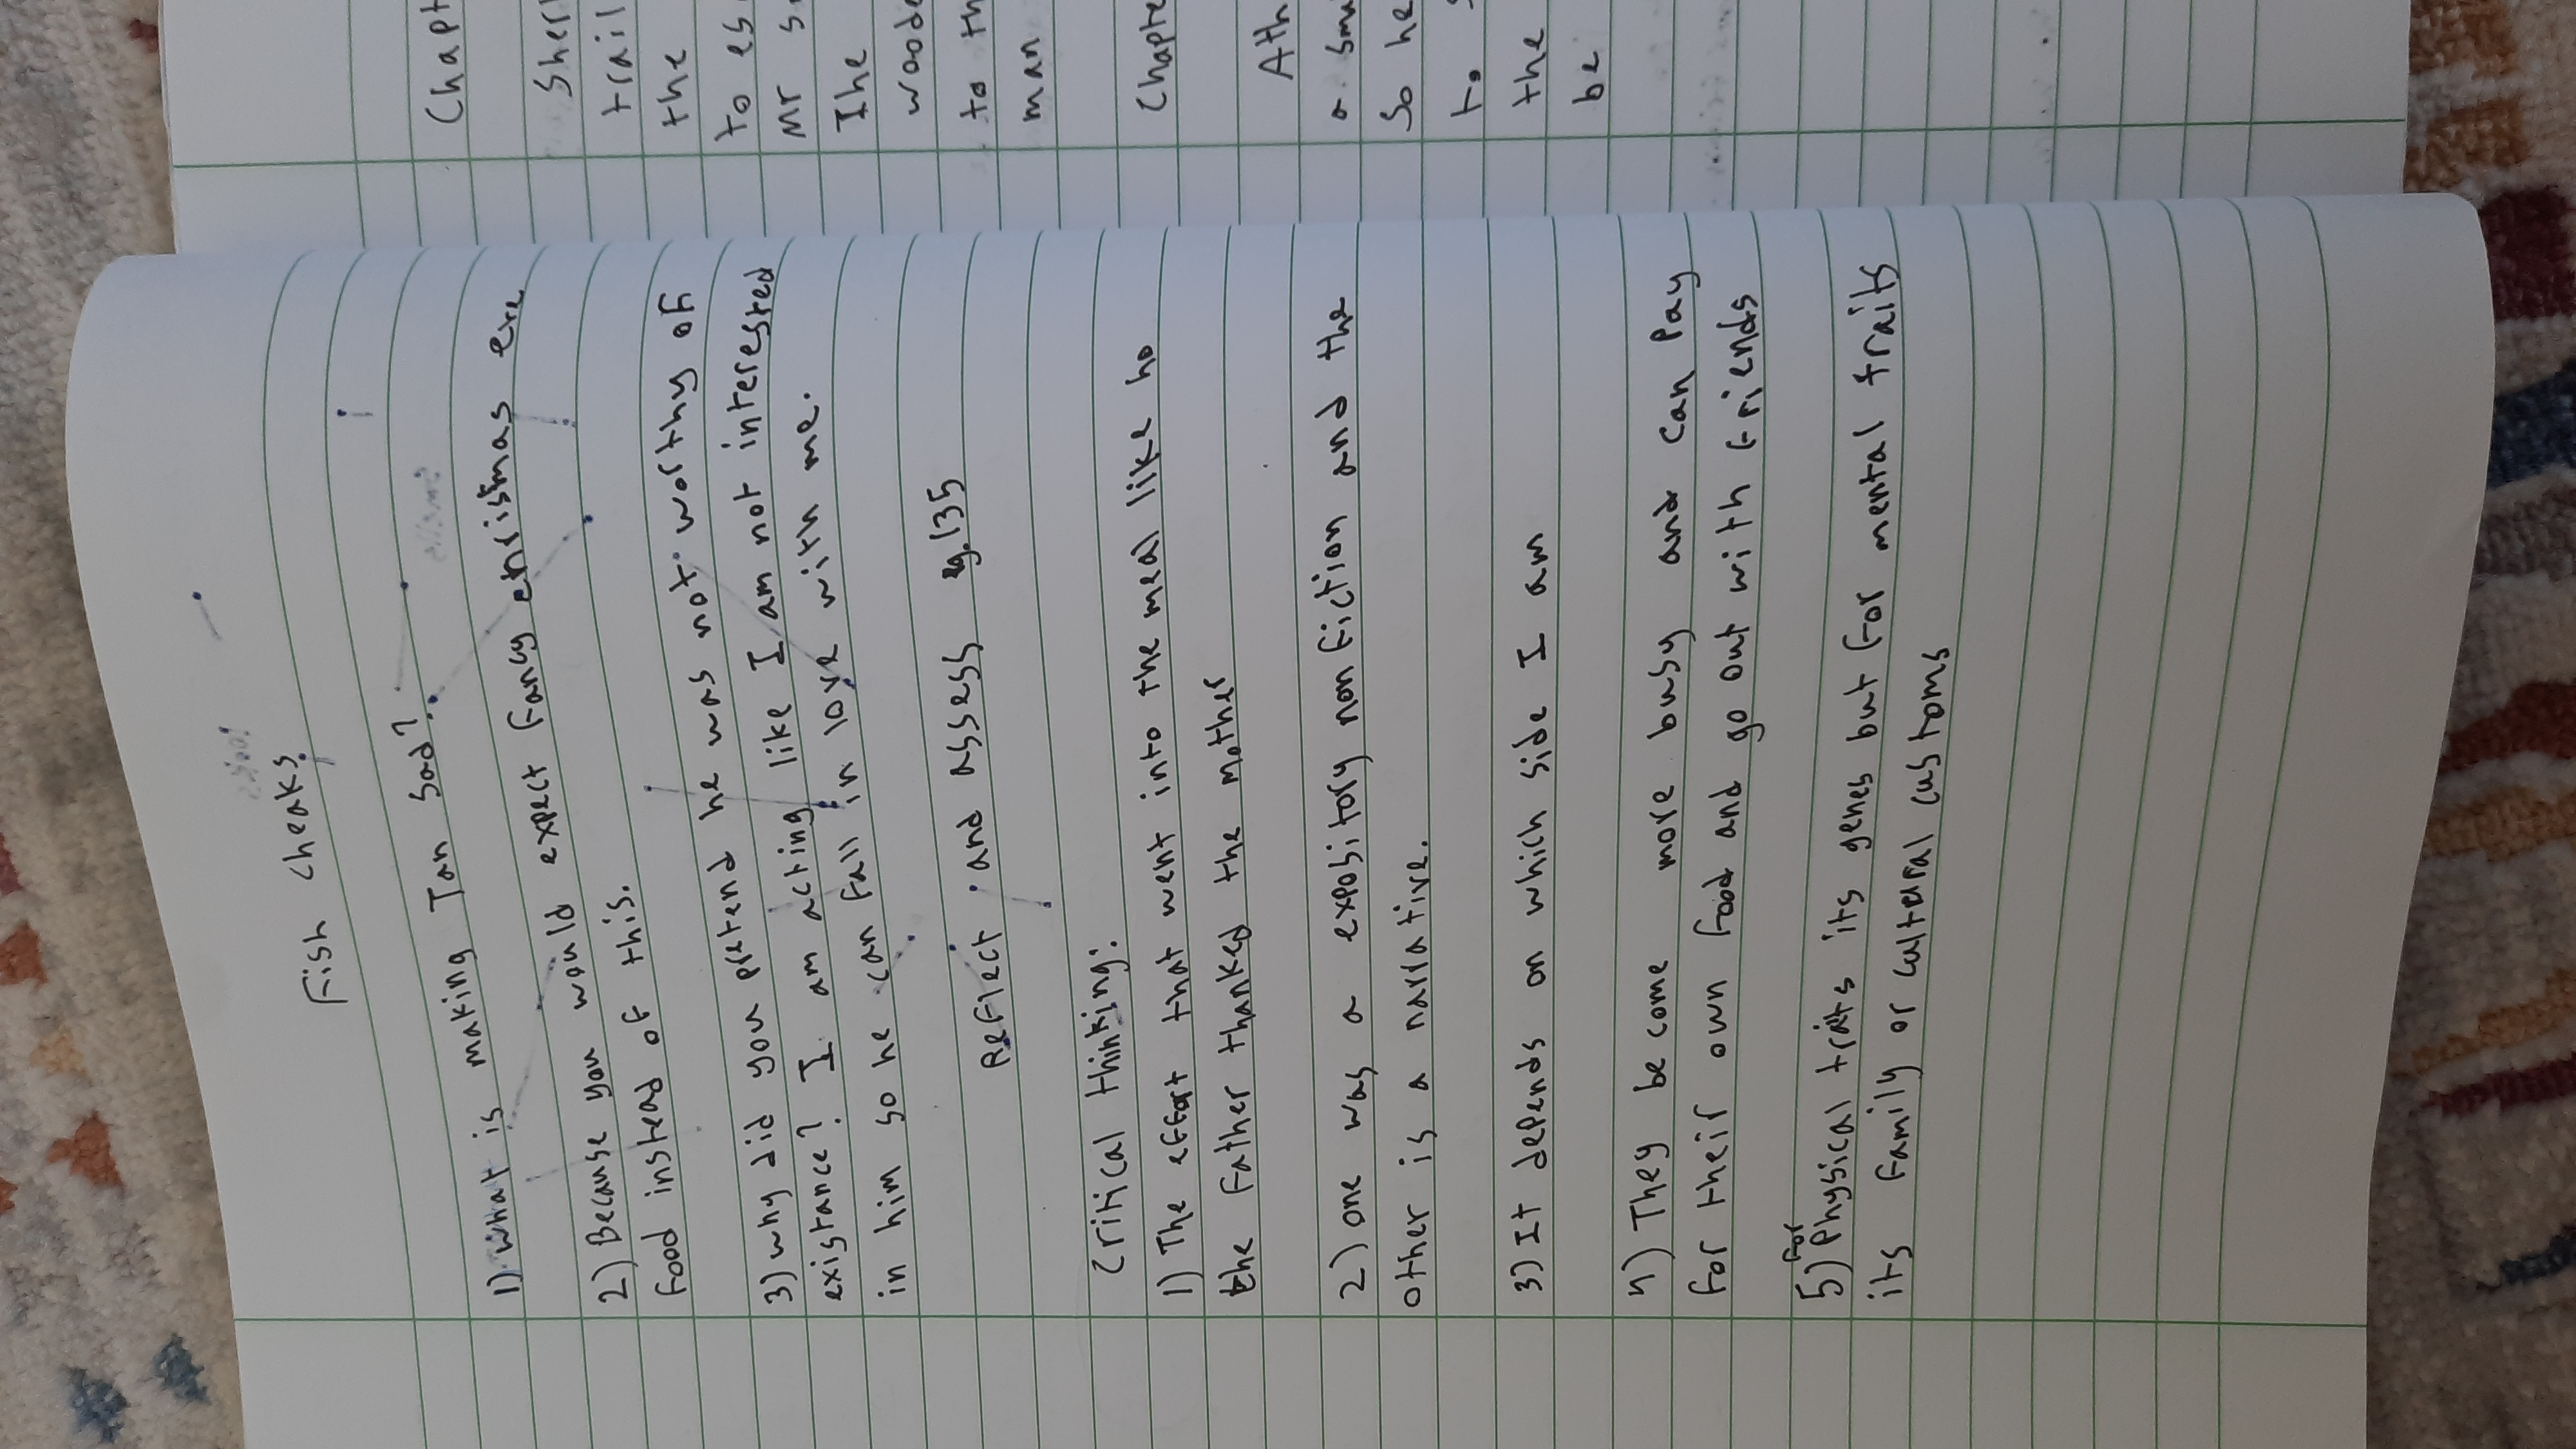 Fish cheaks
1) what is making Tan sad?
2) Because you would expect fancy christmas eve
food instead of this.
3) why did you pretend he was not worthy of
existance? I am acting like I am not interested
in him so he can fall in love with me.
Reflect and assess pg.135
Critical thinking:
1) The effort that went into the meal like ho
the father thanked the mother
2) one was a expository non fiction and the
other is a narrative.
3) It depends on which side I am
4) They become more busy and can pay
for their own food and go out with friends
for
5) Physical traits its genes but for mental traits
its family or cultural customs
Chapt
Sherl
trail
the
to es
Mr s
The
woode
to th
man
Chapte
Ath
a sma
So he
to s
the
be